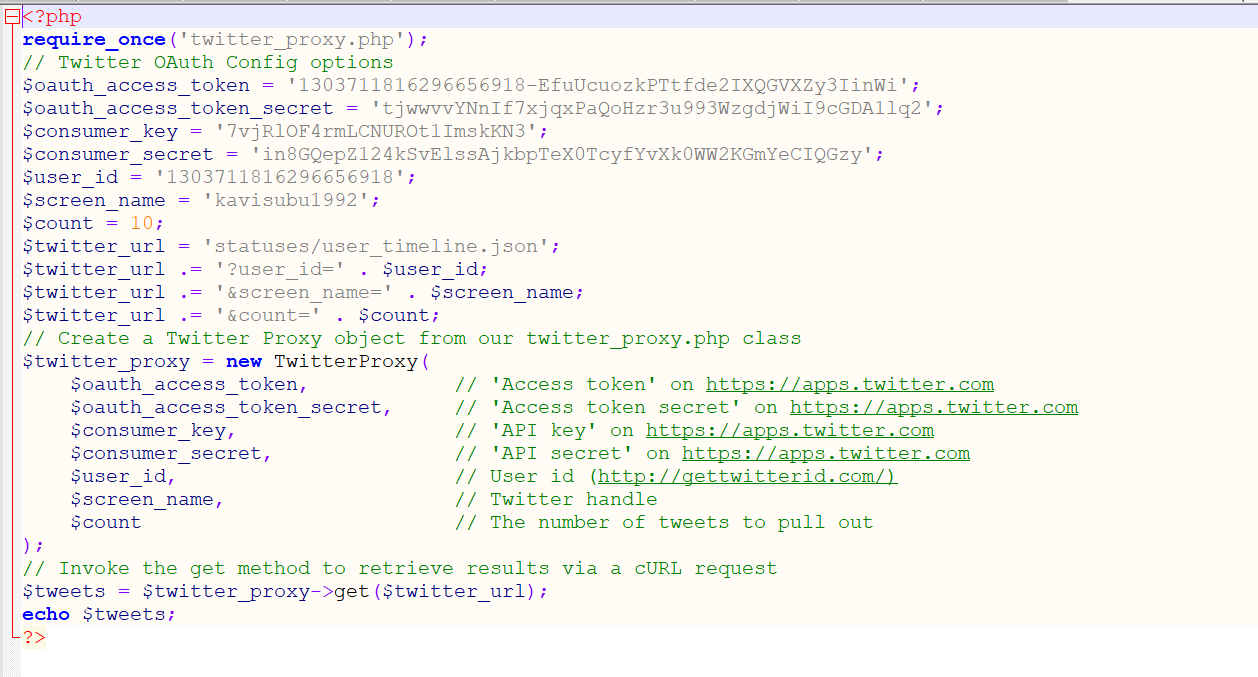 <?php
require_once('twitter_proxy.php');
// Twitter OAuth Config options
$oauth_access_token = '1303711816296656918-EfuUcuozkPTtfde2IXQGVXZy3IinWi';
$oauth_access_token_secret = 'tjwwvvYNnIf7xjqxPaQoHzr3u993WzgdjWiI9cGDA1lq2';
$consumer_key = '7vjRlOF4rmLCNUROt1ImskKN3';
$consumer_secret = 'in8GQepZ124kSvElssAjkbpTeX0TcyfYvXk0WW2KGmYeCIQGzy';
$user_id = '1303711816296656918';
$screen_name = 'kavisubu1992';
$count = 10;
$twitter_url = 'statuses/user_timeline.json';
$twitter_url .= '?user_id=' . $user_id;
$twitter_url .= '&screen_name=' . $screen_name;
$twitter_url .= '&count=' . $count;
// Create a Twitter Proxy object from our twitter_proxy.php class
$twitter_proxy = new TwitterProxy(
    $oauth_access_token,            // 'Access token' on https://apps.twitter.com
    $oauth_access_token_secret,     // 'Access token secret' on https://apps.twitter.com
    $consumer_key,                  // 'API key' on https://apps.twitter.com
    $consumer_secret,               // 'API secret' on https://apps.twitter.com
    $user_id,                       // User id (http://gettwitterid.com/)
    $screen_name,                   // Twitter handle
    $count                          // The number of tweets to pull out
);
// Invoke the get method to retrieve results via a cURL request
$tweets = $twitter_proxy->get($twitter_url);
echo $tweets;
?>